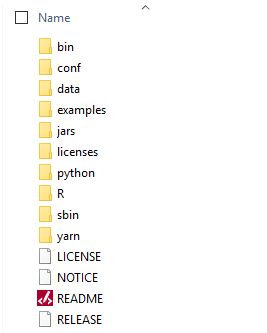 Name
bin
conf
data
examples
jars
licenses
python
R
sbin
yarn
LICENSE
NOTICE
README
RELEASE